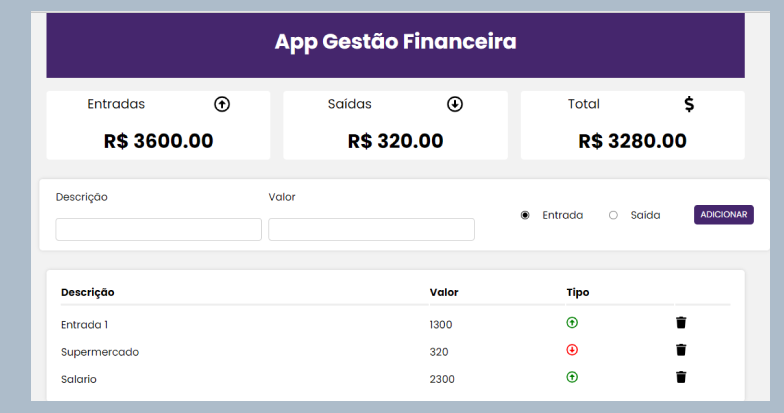 App Gestão Financeira
Entradas Saídas Total $
R$ 3600.00 R$ 320.00 R$ 3280.00
Descrição Valor
Entrada Saída ADICIONAR
Descrição Valor Tipo
Entrada 1 1300
Supermercado 320
Salario 2300